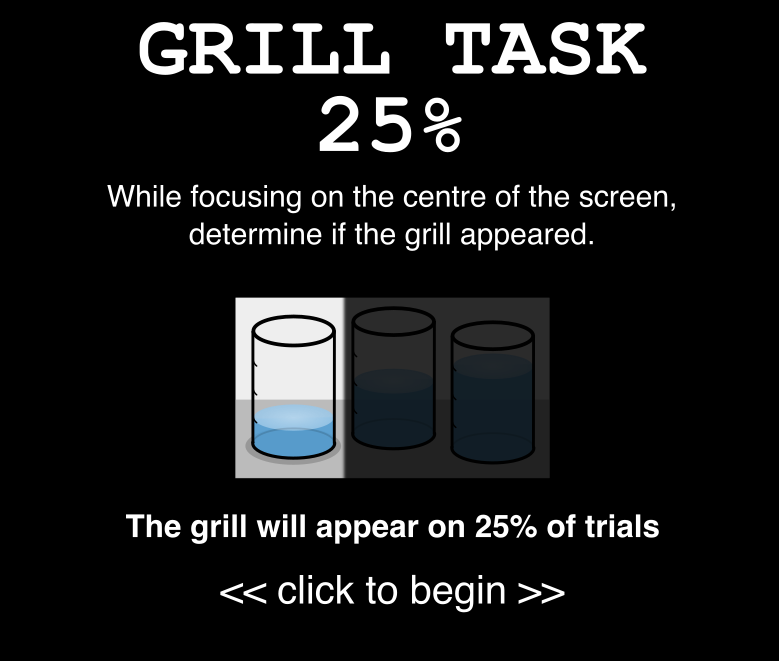 GRILL TASK
25%
While focusing on the centre of the screen,
determine if the grill appeared.
The grill will appear on 25% of trials
<< click to begin >>